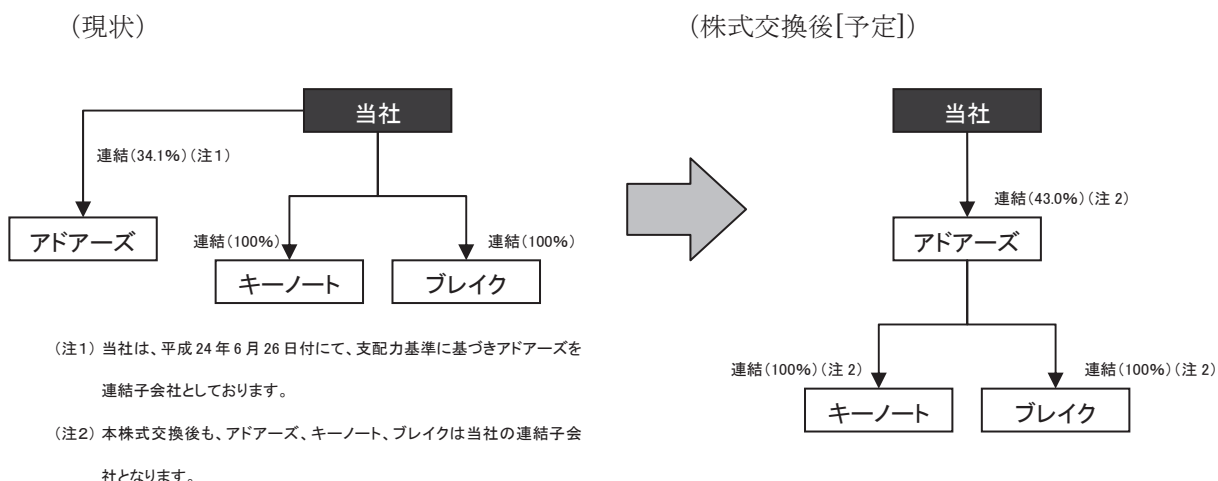 (現状)
当社
連結(34.1%)(注1)
アドアーズ
連結(100%)
キーノート
連結(100%)
ブレイク
(注1) 当社は、平成 24 年 6 月 26 日付にて、支配力基準に基づきアドアーズを
連結子会社としております。
(注2) 本株式交換後も、アドアーズ、キーノート、ブレイクは当社の連結子会
社となります。
(株式交換後[予定])
当社
連結(43.0%)(注 2)
アドアーズ
連結(100%)(注 2)
キーノート
連結(100%)(注 2)
ブレイク